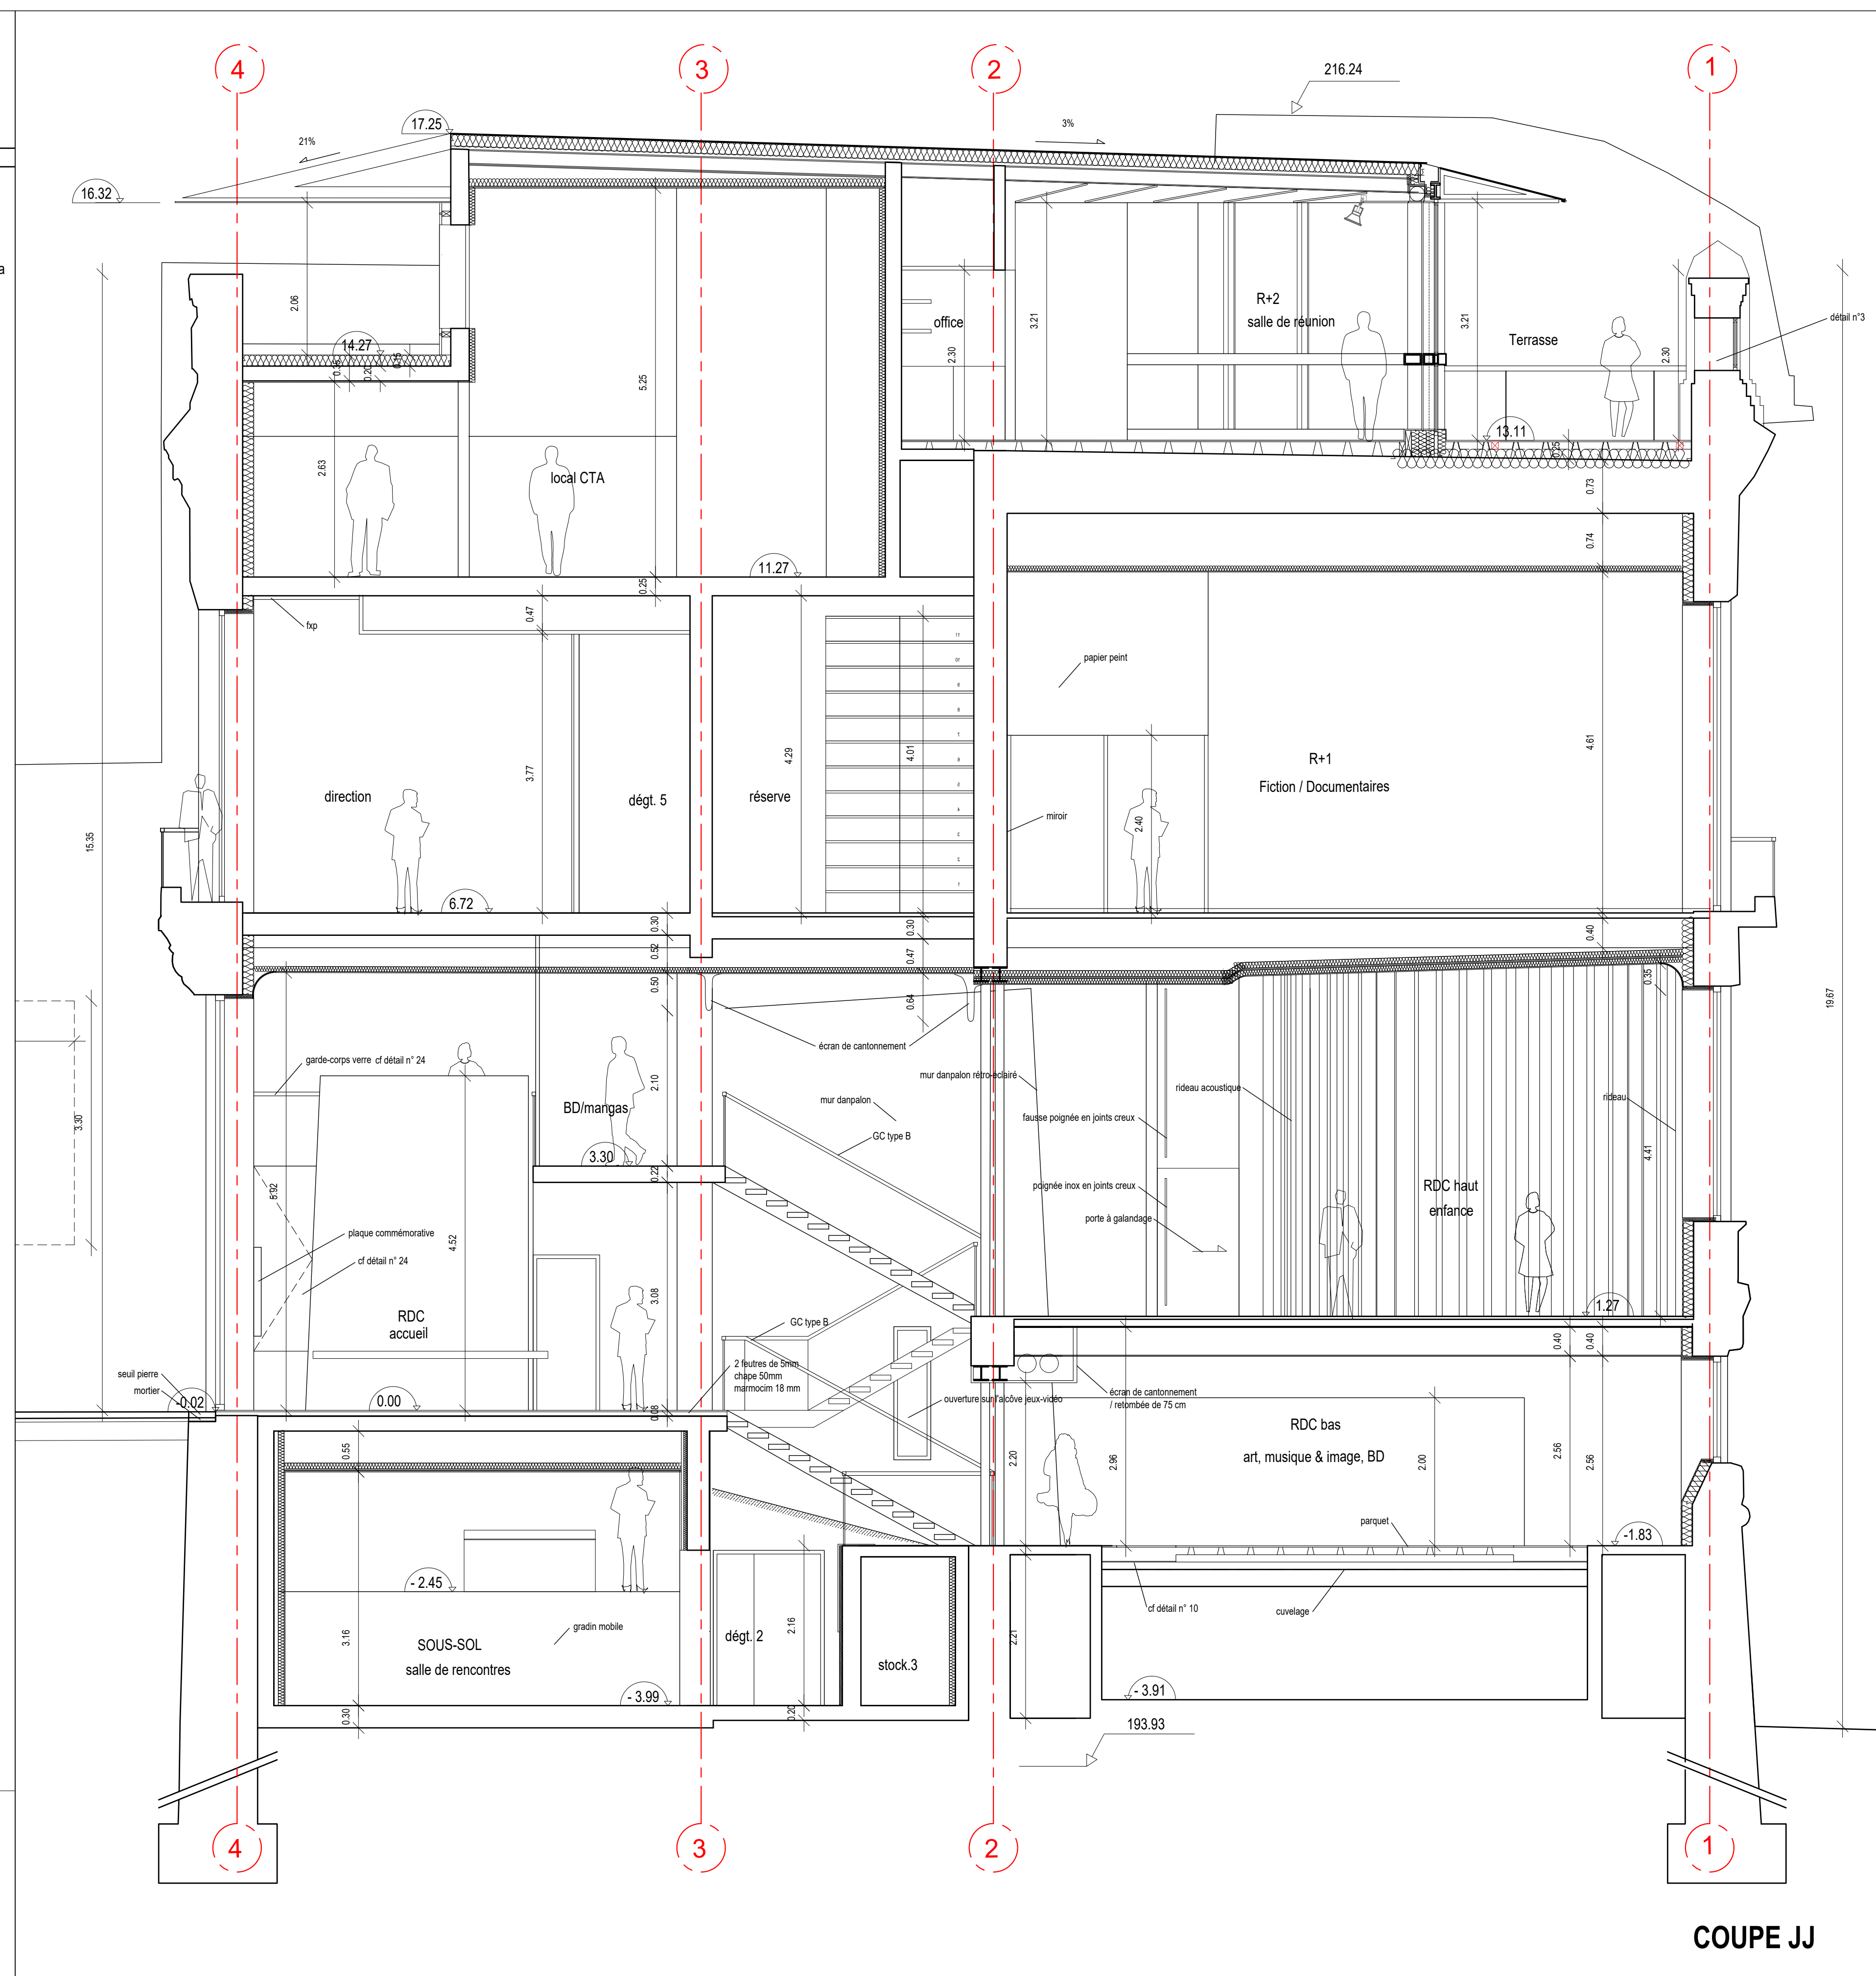 4
3
2
1
216.24
17.25
21%
3%
16.32
a
2.06
14.27
0.35
0.20
0.15
5.25
office
2.30
3.21
R+2
salle de réunion
3.21
Terrasse
2.30
détail n°3
13.11
0.25
2.63
local CTA
0.73
0.74
11.27
0.25
fxp
0.47
11
10
9
8
7
6
5
4
3
2
1
papier peint
4.29
4.01
4.61
3.77
R+1
Fiction / Documentaires
direction
dégt. 5
réserve
miroir
2.40
15.35
6.72
0.30
0.30
0.40
0.52
0.47
0.50
0.64
0.35
19.67
écran de cantonnement
garde-corps verre cf détail n° 24
mur danpalon rétro-éclairé
rideau acoustique
2.10
mur danpalon
rideau
BD/mangas
fausse poignée en joints creux
3.30
GC type B
4.41
3.30
0.22
5.92
poignée inox en joints creux
RDC haut
enfance
porte à galandage
plaque commémorative
4.52
cf détail n° 24
3.08
1.27
RDC
accueil
GC type B
0.40
0.40
2 feutres de 5mm
chape 50mm
marmocim 18 mm
seuil pierre
mortier
-0.02
0.00
0.08
ouverture sur l'alcôve jeux-vidéo
écran de cantonnement
/ retombée de 75 cm
RDC bas
art, musique & image, BD
0.55
2.20
2.96
2.00
2.56
2.56
parquet
-1.83
- 2.45
cf détail n° 10
cuvelage
gradin mobile
3.16
SOUS-SOL
salle de rencontres
dégt. 2
2.16
2.21
stock.3
- 3.99
- 3.91
0.30
0.20
193.93
4
3
2
1
COUPE JJ